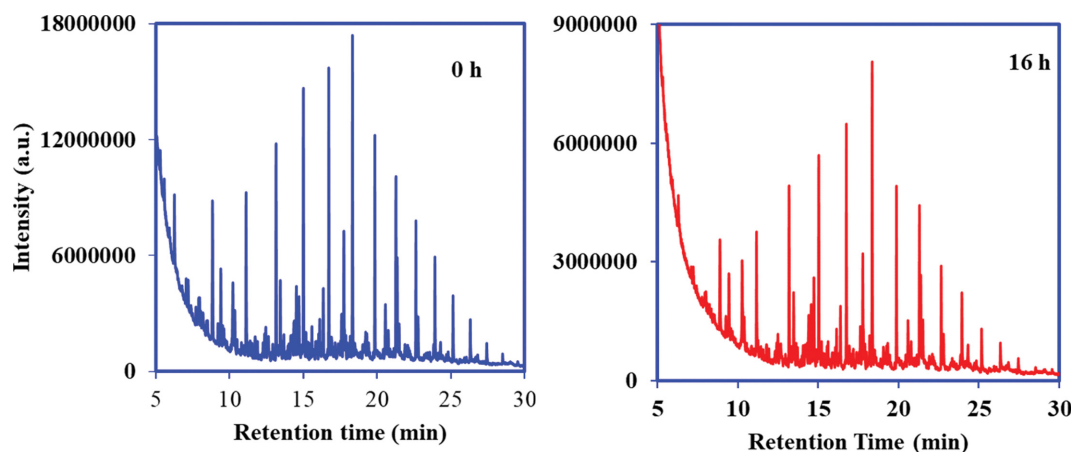 18000000
12000000
6000000
0
Intensity (a.u.)
0 h
5 10 15 20 25 30
Retention time (min)
9000000
6000000
3000000
0
16 h
5 10 15 20 25 30
Retention Time (min)